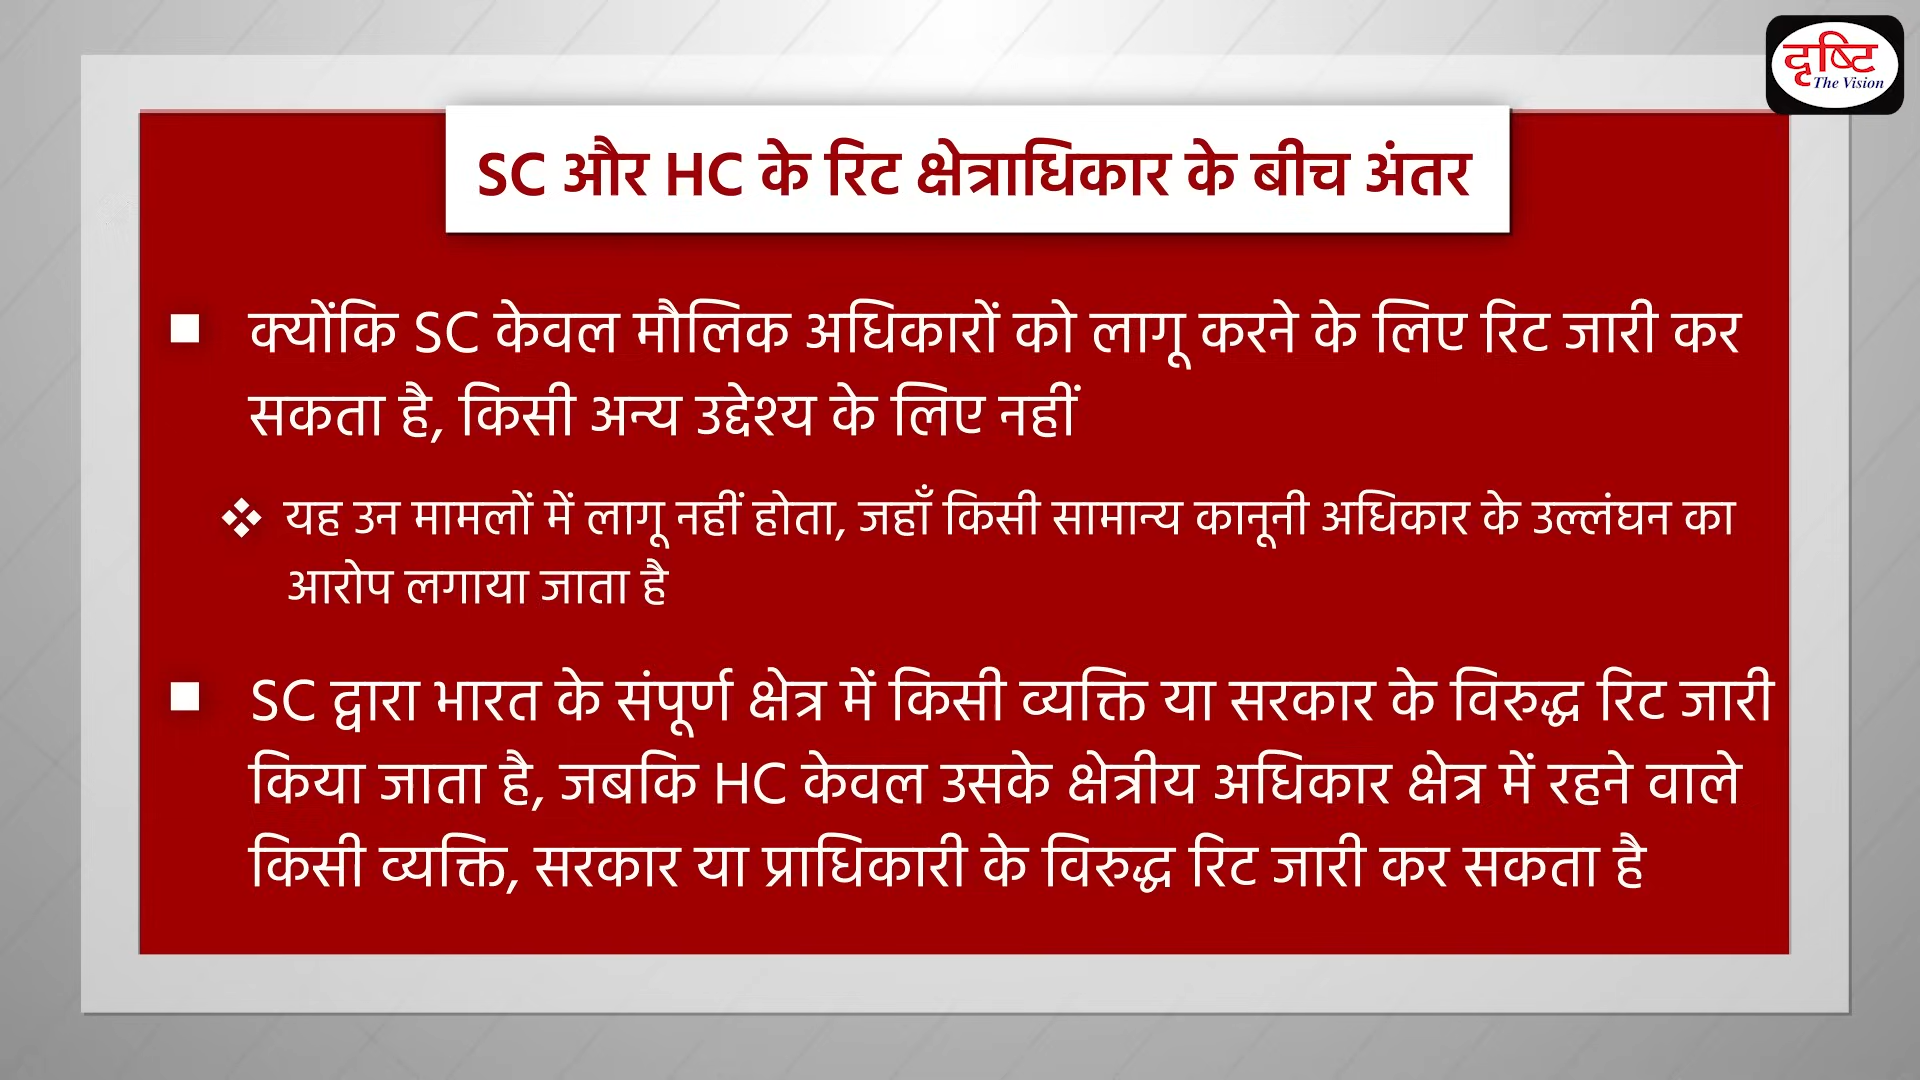 दृष्टि
The Vision
SC और HC के रिट क्षेत्राधिकार के बीच अंतर
■ क्योंकि SC केवल मौलिक अधिकारों को लागू करने के लिए रिट जारी कर
सकता है, किसी अन्य उद्देश्य के लिए नहीं
❖ यह उन मामलों में लागू नहीं होता, जहाँ किसी सामान्य कानूनी अधिकार के उल्लंघन का
आरोप लगाया जाता है
■ SC द्वारा भारत के संपूर्ण क्षेत्र में किसी व्यक्ति या सरकार के विरुद्ध रिट जारी
किया जाता है, जबकि HC केवल उसके क्षेत्रीय अधिकार क्षेत्र में रहने वाले
किसी व्यक्ति, सरकार या प्राधिकारी के विरुद्ध रिट जारी कर सकता है